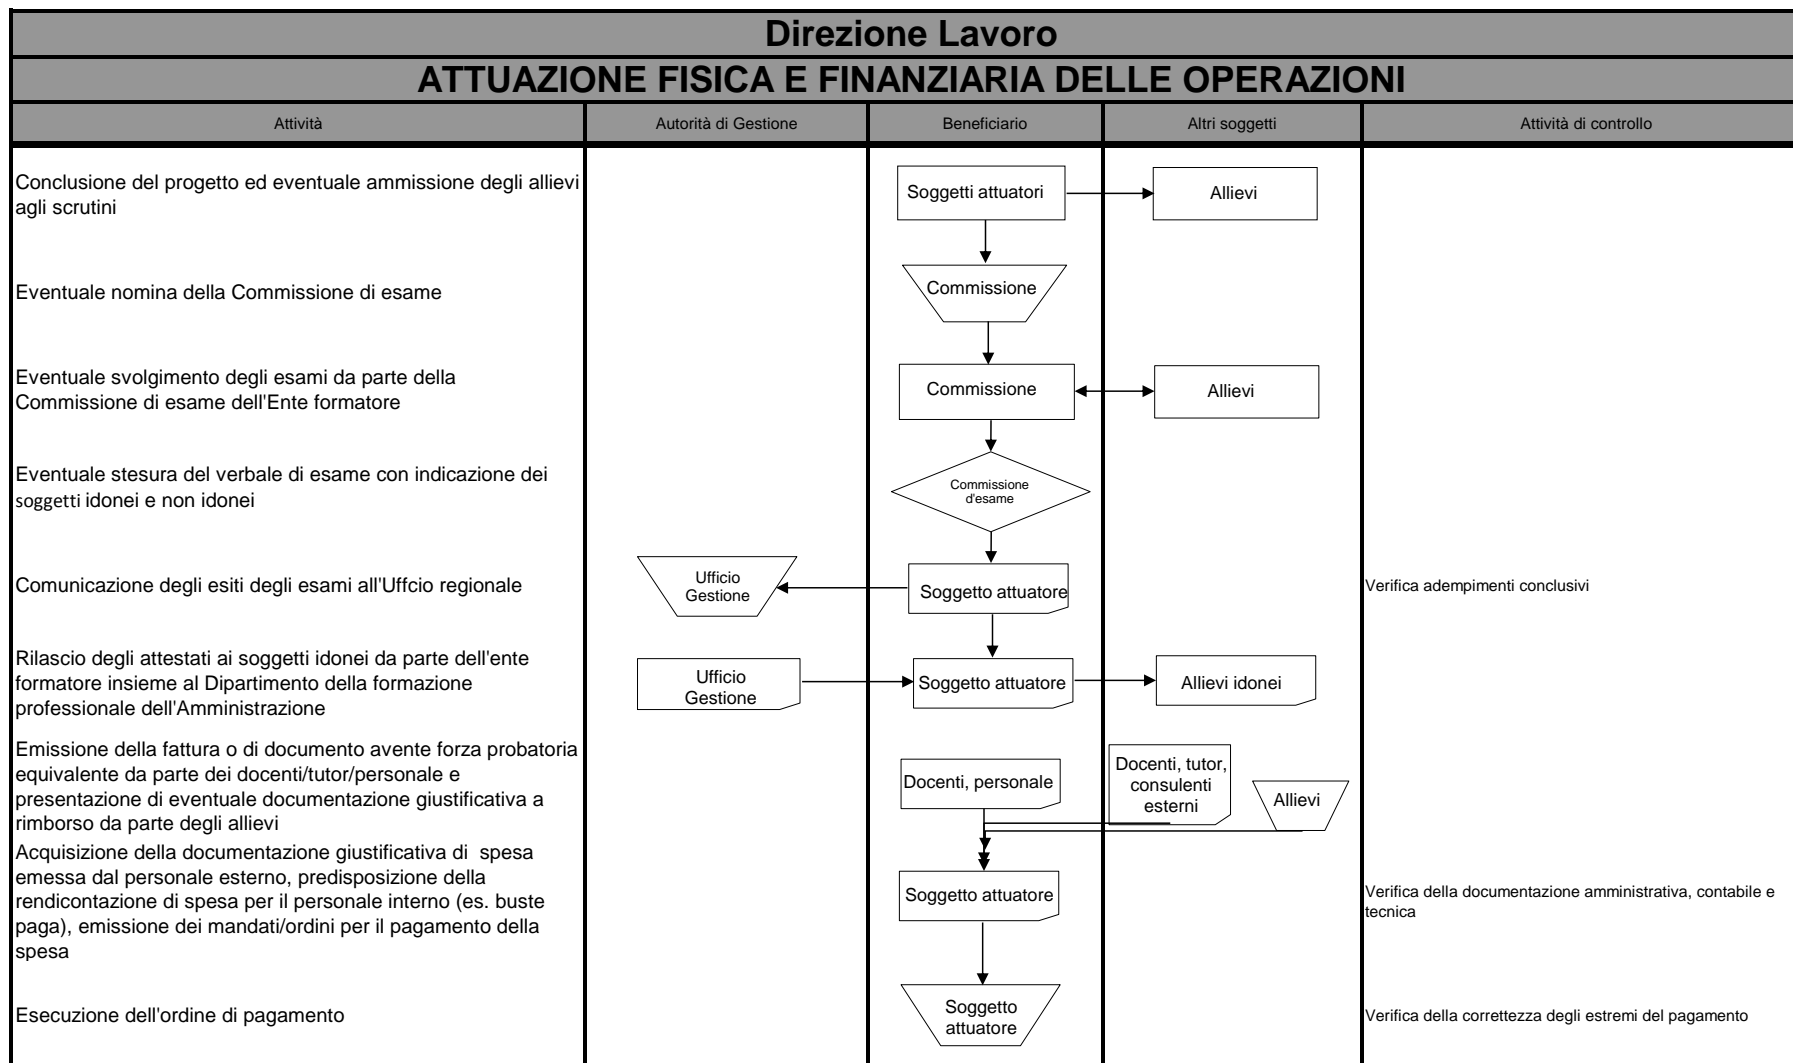 Direzione Lavoro
ATTUAZIONE FISICA E FINANZIARIA DELLE OPERAZIONI
Attività
Autorità di Gestione
Beneficiario
Altri soggetti
Attività di controllo
Conclusione del progetto ed eventuale ammissione degli allievi
agli scrutini
Soggetti attuatori
Allievi
Eventuale nomina della Commissione di esame
Commissione
Eventuale svolgimento degli esami da parte della
Commissione di esame dell'Ente formatore
Commissione
Allievi
Eventuale stesura del verbale di esame con indicazione dei
soggetti idonei e non idonei
Commissione
d'esame
Comunicazione degli esiti degli esami all'Uffcio regionale
Ufficio
Gestione
Soggetto attuatore
Verifica adempimenti conclusivi
Rilascio degli attestati ai soggetti idonei da parte dell'ente
formatore insieme al Dipartimento della formazione
professionale dell'Amministrazione
Ufficio
Gestione
Soggetto attuatore
Allievi idonei
Emissione della fattura o di documento avente forza probatoria
equivalente da parte dei docenti/tutor/personale e
presentazione di eventuale documentazione giustificativa a
rimborso da parte degli allievi
Docenti, personale
Docenti, tutor,
consulenti
esterni
Allievi
Acquisizione della documentazione giustificativa di  spesa
emessa dal personale esterno, predisposizione della
rendicontazione di spesa per il personale interno (es. buste
paga), emissione dei mandati/ordini per il pagamento della
spesa
Soggetto attuatore
Verifica della documentazione amministrativa, contabile e
tecnica
Esecuzione dell'ordine di pagamento
Soggetto
attuatore
Verifica della correttezza degli estremi del pagamento